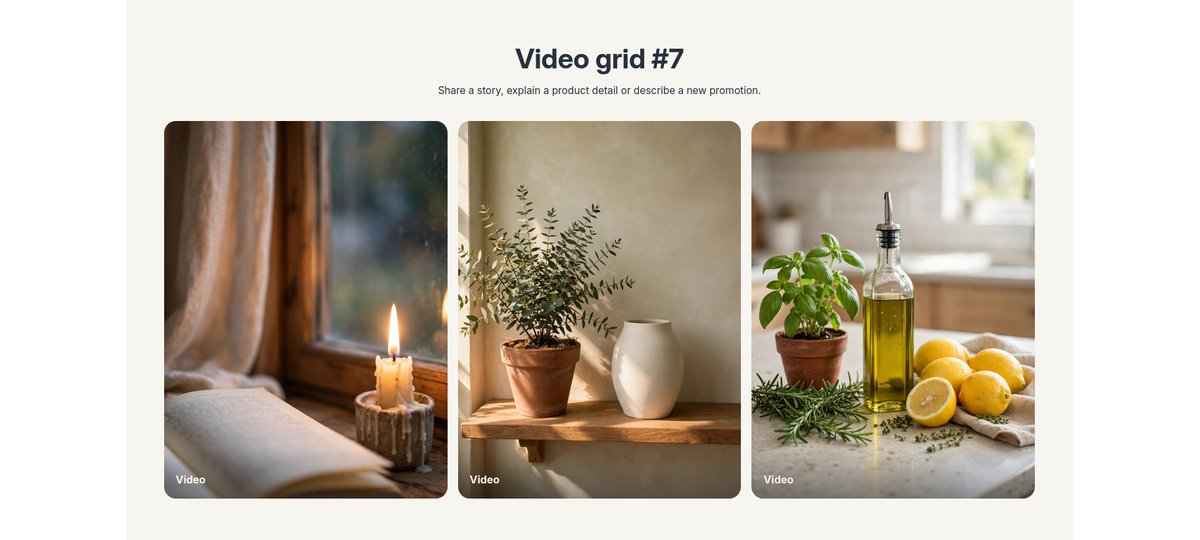 Video grid #7
Share a story, explain a product detail or describe a new promotion.
Video
Video
Video